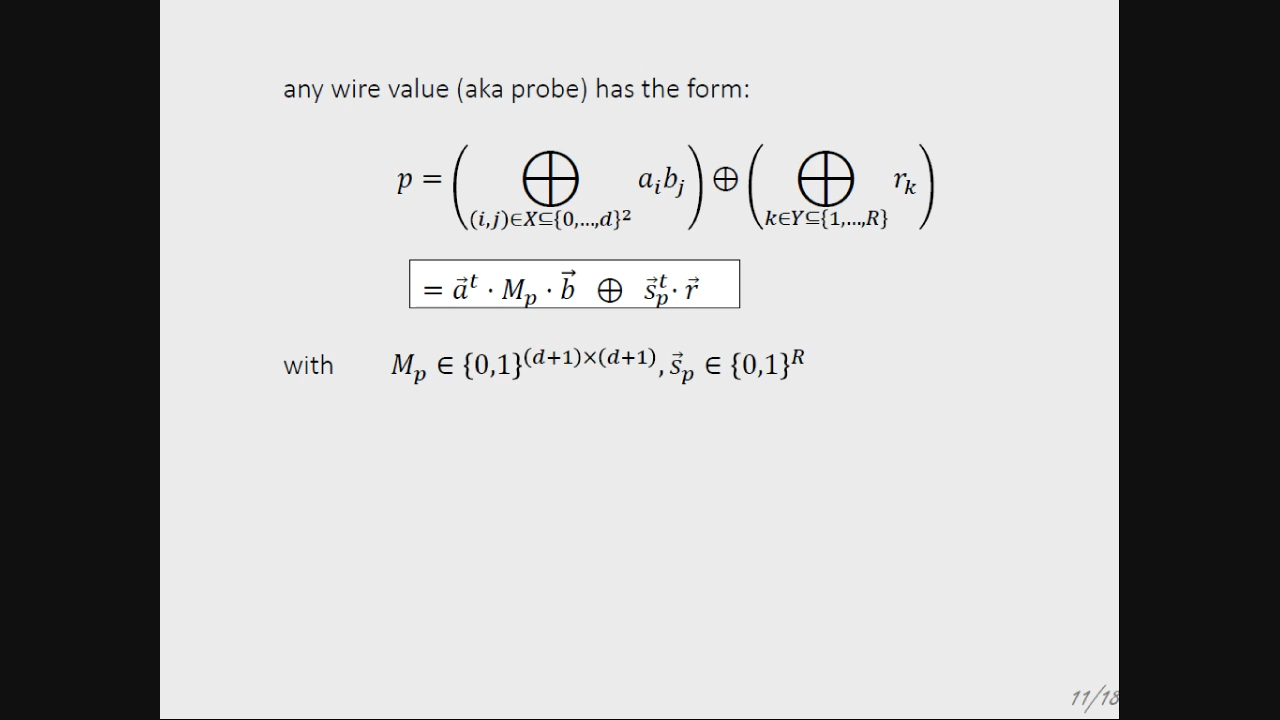 any wire value (aka probe) has the form:
p = ( ⨁_{(i,j)∈X⊆{0,…,d}²} a_i b_j ) ⊕ ( ⨁_{k∈Y⊆{1,…,R}} r_k )
= a⃗^t · M_p · b⃗ ⊕ s⃗_p^t · r⃗
with M_p ∈ {0,1}^{(d+1)×(d+1)}, s⃗_p ∈ {0,1}^R
11/18